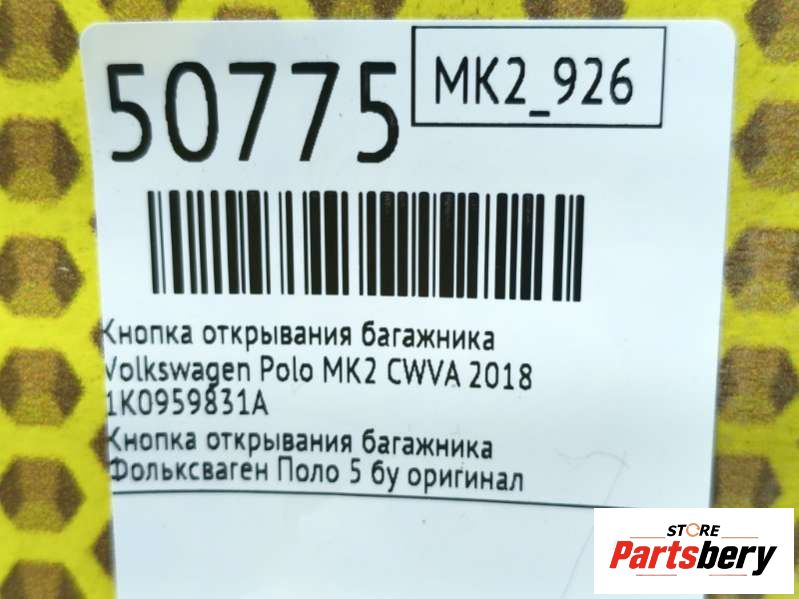 50775
MK2_926
Кнопка открывания багажника
Volkswagen Polo MK2 CWVA 2018
1K0959831A
Кнопка открывания багажника
Фольксваген Поло 5 бу оригинал
STORE
Partsbery